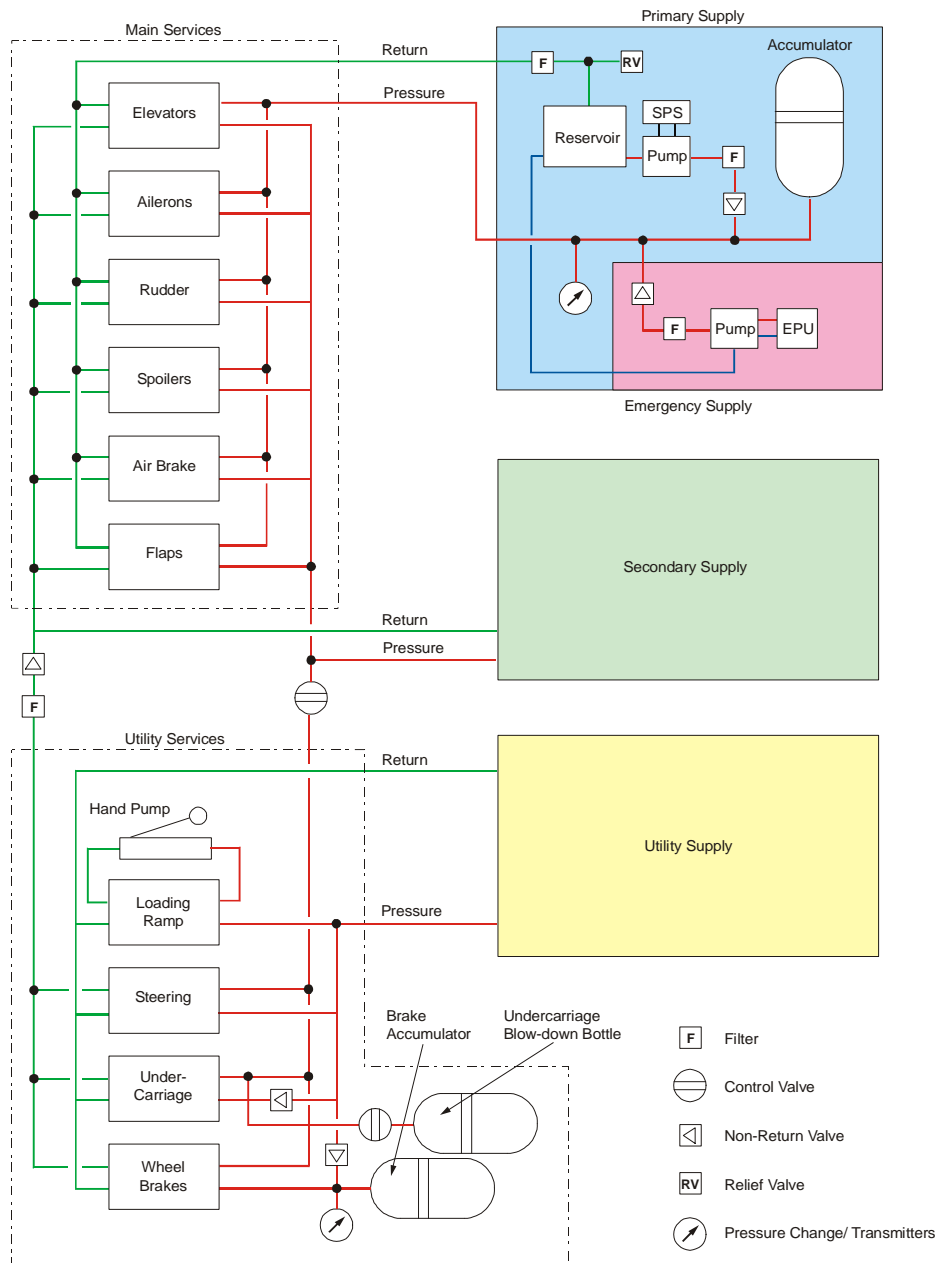 Primary Supply
Main Services
Return
Accumulator
F
RV
Pressure
Elevators
SPS
Reservoir
Pump
F
Ailerons
Rudder
F
Pump
EPU
Spoilers
Emergency Supply
Air Brake
Flaps
Secondary Supply
Return
Pressure
F
Utility Services
Return
Hand Pump
Utility Supply
Loading
Ramp
Pressure
Steering
Brake
Accumulator
Undercarriage
Blow-down Bottle
F
Filter
Under-
Carriage
Control Valve
Non-Return Valve
Wheel
Brakes
RV
Relief Valve
Pressure Change/ Transmitters